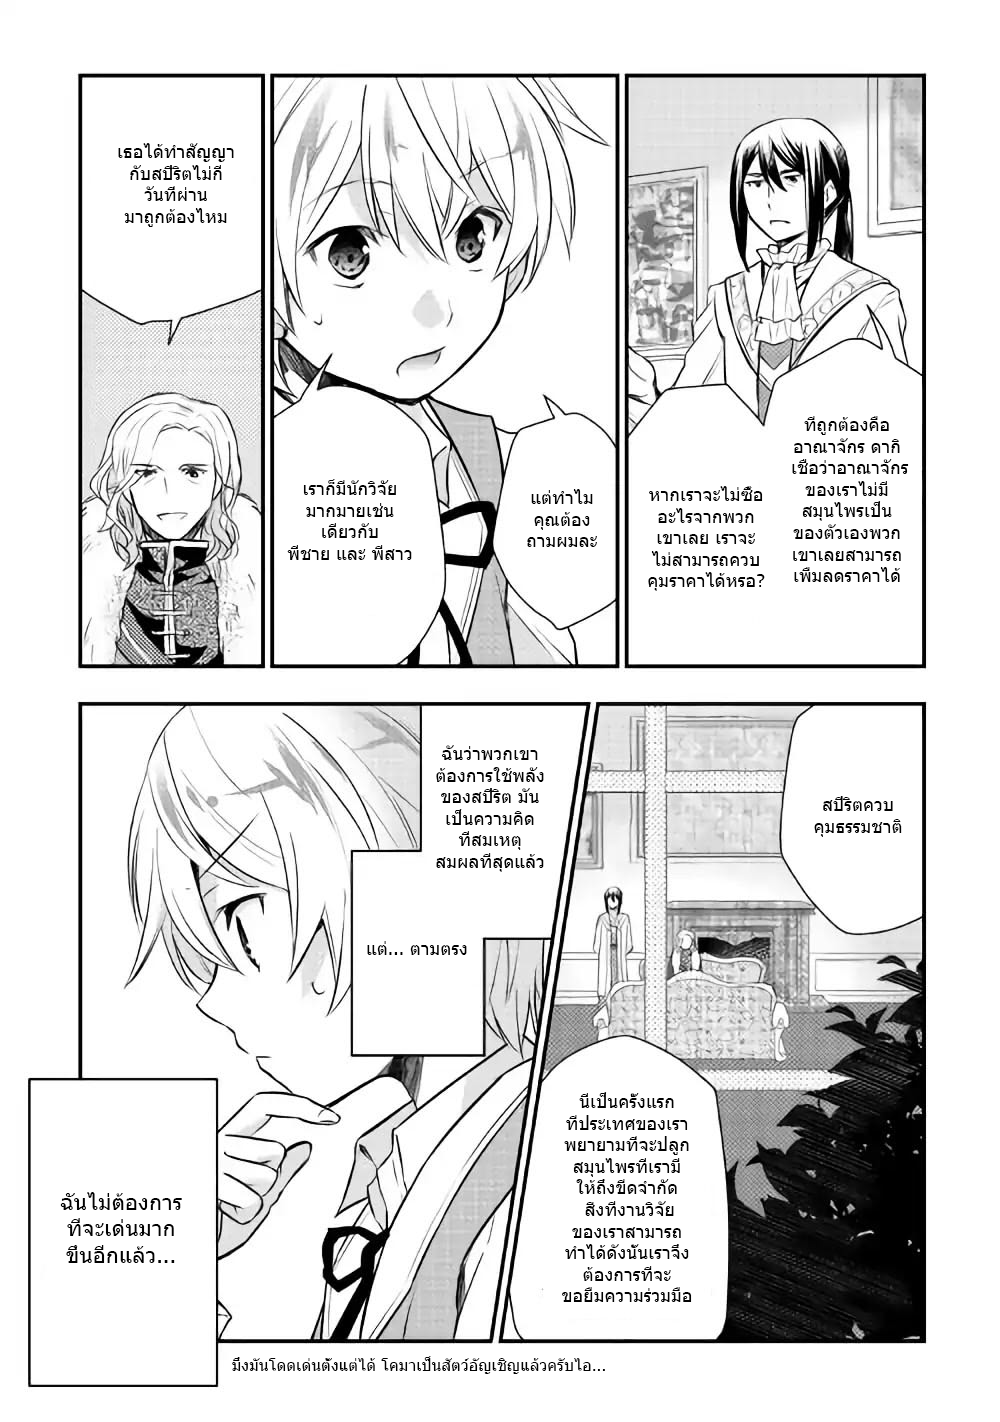 ที่ถูกต้องคือ
อาณาจักร ดากิ
เชื่อว่าอาณาจักร
ของเราไม่มี
สมุนไพรเป็น
ของตัวเองพวก
เขาเลยสามารถ
เพิ่มลดราคาได้
หากเราจะไม่ซื้อ
อะไรจากพวก
เขาเลย เราจะ
ไม่สามารถควบ
คุมราคาได้หรอ?
แต่ทำไม
คุณต้อง
ถามผมละ
เราก็มีนักวิจัย
มากมายเช่น
เดียวกับ
พี่ชาย และ พี่สาว
เธอได้ทำสัญญา
กับสปิริตไม่กี่
วันที่ผ่าน
มาถูกต้องไหม
สปิริตควบ
คุมธรรมชาติ
นี่เป็นครั้งแรก
ที่ประเทศของเรา
พยายามที่จะปลูก
สมุนไพรที่เรามี
ให้ถึงขีดจำกัด
สิ่งที่งานวิจัย
ของเราสามารถ
ทำได้ดังนั้นเราจึง
ต้องการที่จะ
ขอยืมความร่วมมือ
ฉันว่าพวกเขา
ต้องการใช้พลัง
ของสปิริต มัน
เป็นความคิด
ที่สมเหตุ
สมผลที่สุดแล้ว
แต่... ตามตรง
ฉันไม่ต้องการ
ที่จะเด่นมาก
ขึ้นอีกแล้ว...
มึงมันโดดเด่นตั้งแต่ได้ โคมาเป็นสัตว์อัญเชิญแล้วครับไอ...